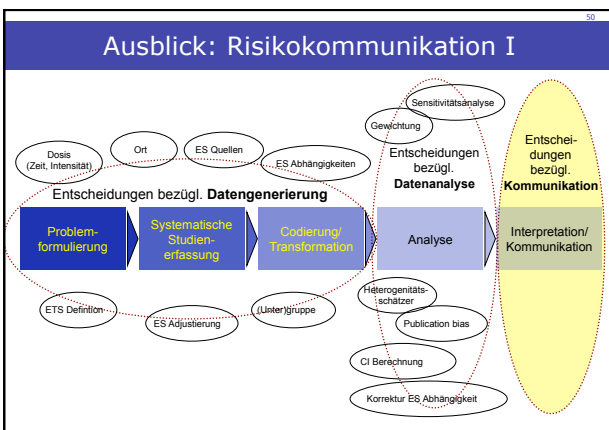 50
Ausblick: Risikokommunikation I
Sensitivitätsanalyse
Gewichtung
Dosis
(Zeit, Intensität)
Ort
ES Quellen
ES Abhängigkeiten
Entscheidungen bezügl. Datengenerierung
Entscheidungen
bezügl.
Datenanalyse
Entschei-
dungen
bezügl.
Kommunikation
Problem-
formulierung
Systematische
Studien-
erfassung
Codierung/
Transformation
Analyse
Interpretation/
Kommunikation
ETS Defintion
ES Adjustierung
(Unter)gruppe
Heterogenitäts-
schätzer
Publication bias
CI Berechnung
Korrektur ES Abhängigkeit